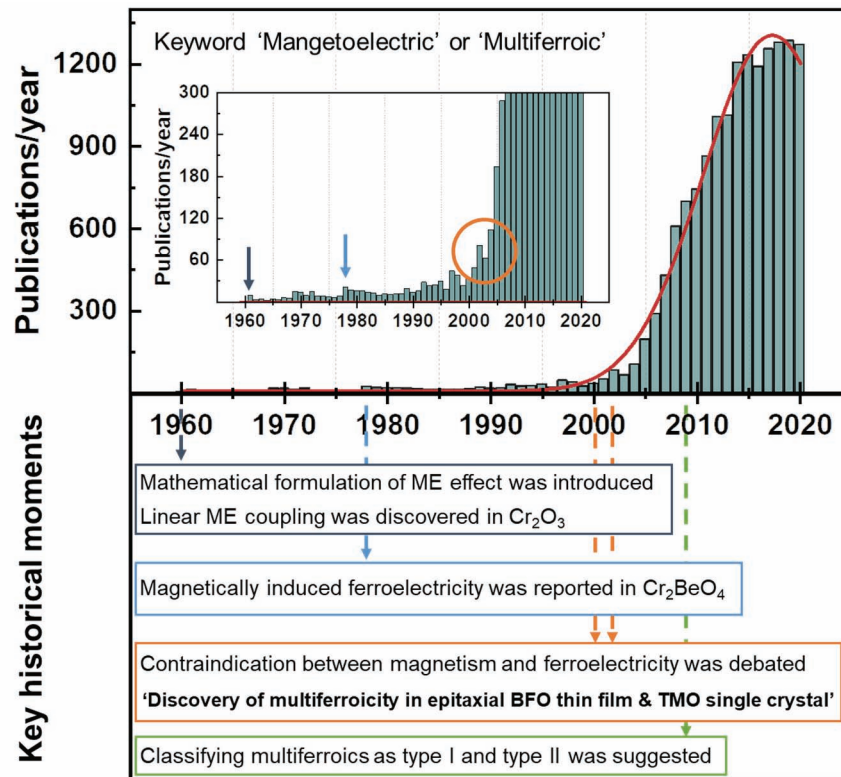 Keyword ‘Mangetoelectric’ or ‘Multiferroic’
Publications/year
1200
900
600
300
Publications/year
300
240
180
120
60
1960 1970 1980 1990 2000 2010 2020
1960 1970 1980 1990 2000 2010 2020
Key historical moments
Mathematical formulation of ME effect was introduced
Linear ME coupling was discovered in Cr₂O₃
Magnetically induced ferroelectricity was reported in Cr₂BeO₄
Contraindication between magnetism and ferroelectricity was debated
‘Discovery of multiferroicity in epitaxial BFO thin film & TMO single crystal’
Classifying multiferroics as type I and type II was suggested